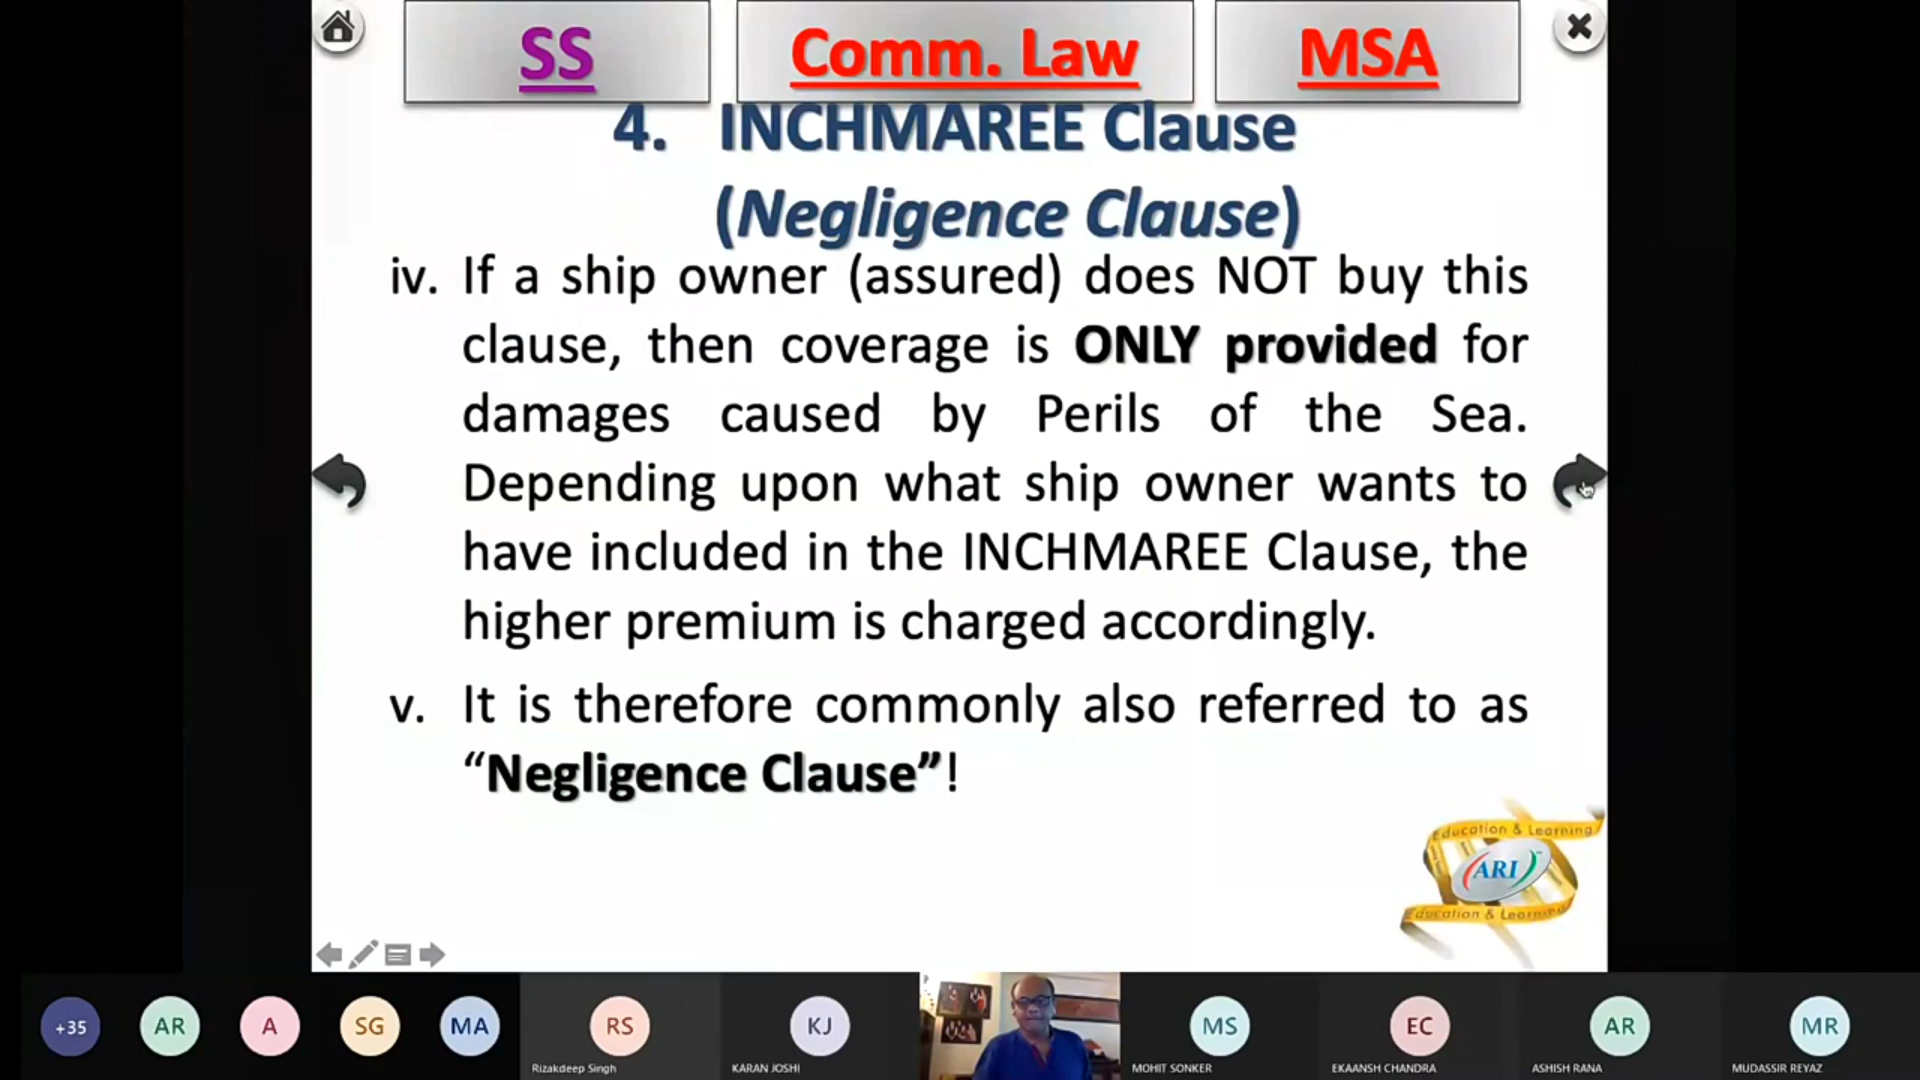 SS
Comm. Law
MSA
4. INCHMAREE Clause
(Negligence Clause)
iv. If a ship owner (assured) does NOT buy this
clause, then coverage is ONLY provided for
damages caused by Perils of the Sea.
Depending upon what ship owner wants to
have included in the INCHMAREE Clause, the
higher premium is charged accordingly.
v. It is therefore commonly also referred to as
“Negligence Clause”!
Education & Learning
ARI
Education & Learning
+35
AR
A
SG
MA
RS
Rizakdeep Singh
KJ
KARAN JOSHI
MS
MOHIT SONKER
EC
EKAANSH CHANDRA
AR
ASHISH RANA
MR
MUDASSIR REYAZ